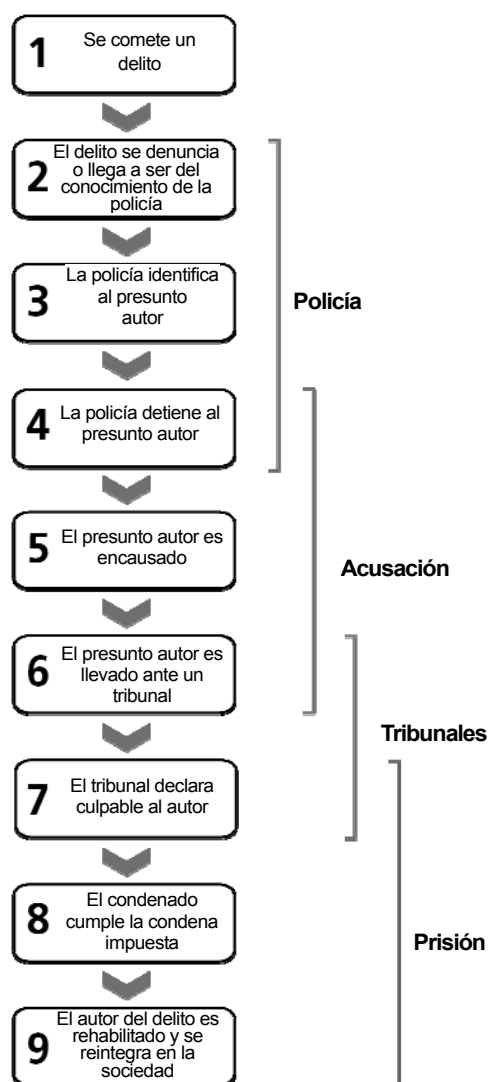 1
Se comete un
delito
2
El delito se denuncia
o llega a ser del
conocimiento de la
policía
3
La policía identifica
al presunto
autor
Policía
4
La policía detiene al
presunto autor
5
El presunto autor es
encausado
Acusación
6
El presunto autor es
llevado ante un
tribunal
Tribunales
7
El tribunal declara
culpable al autor
8
El condenado
cumple la condena
impuesta
Prisión
9
El autor del delito es
rehabilitado y se
reintegra en la
sociedad